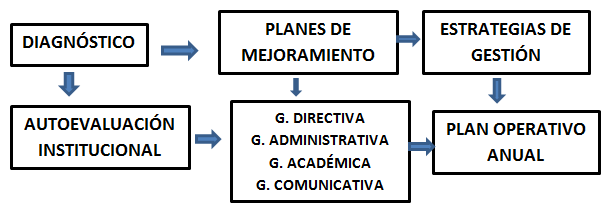 DIAGNÓSTICO
PLANES DE
MEJORAMIENTO
ESTRATEGIAS DE
GESTIÓN
AUTOEVALUACIÓN
INSTITUCIONAL
G. DIRECTIVA
G. ADMINISTRATIVA
G. ACADÉMICA
G. COMUNICATIVA
PLAN OPERATIVO
ANUAL